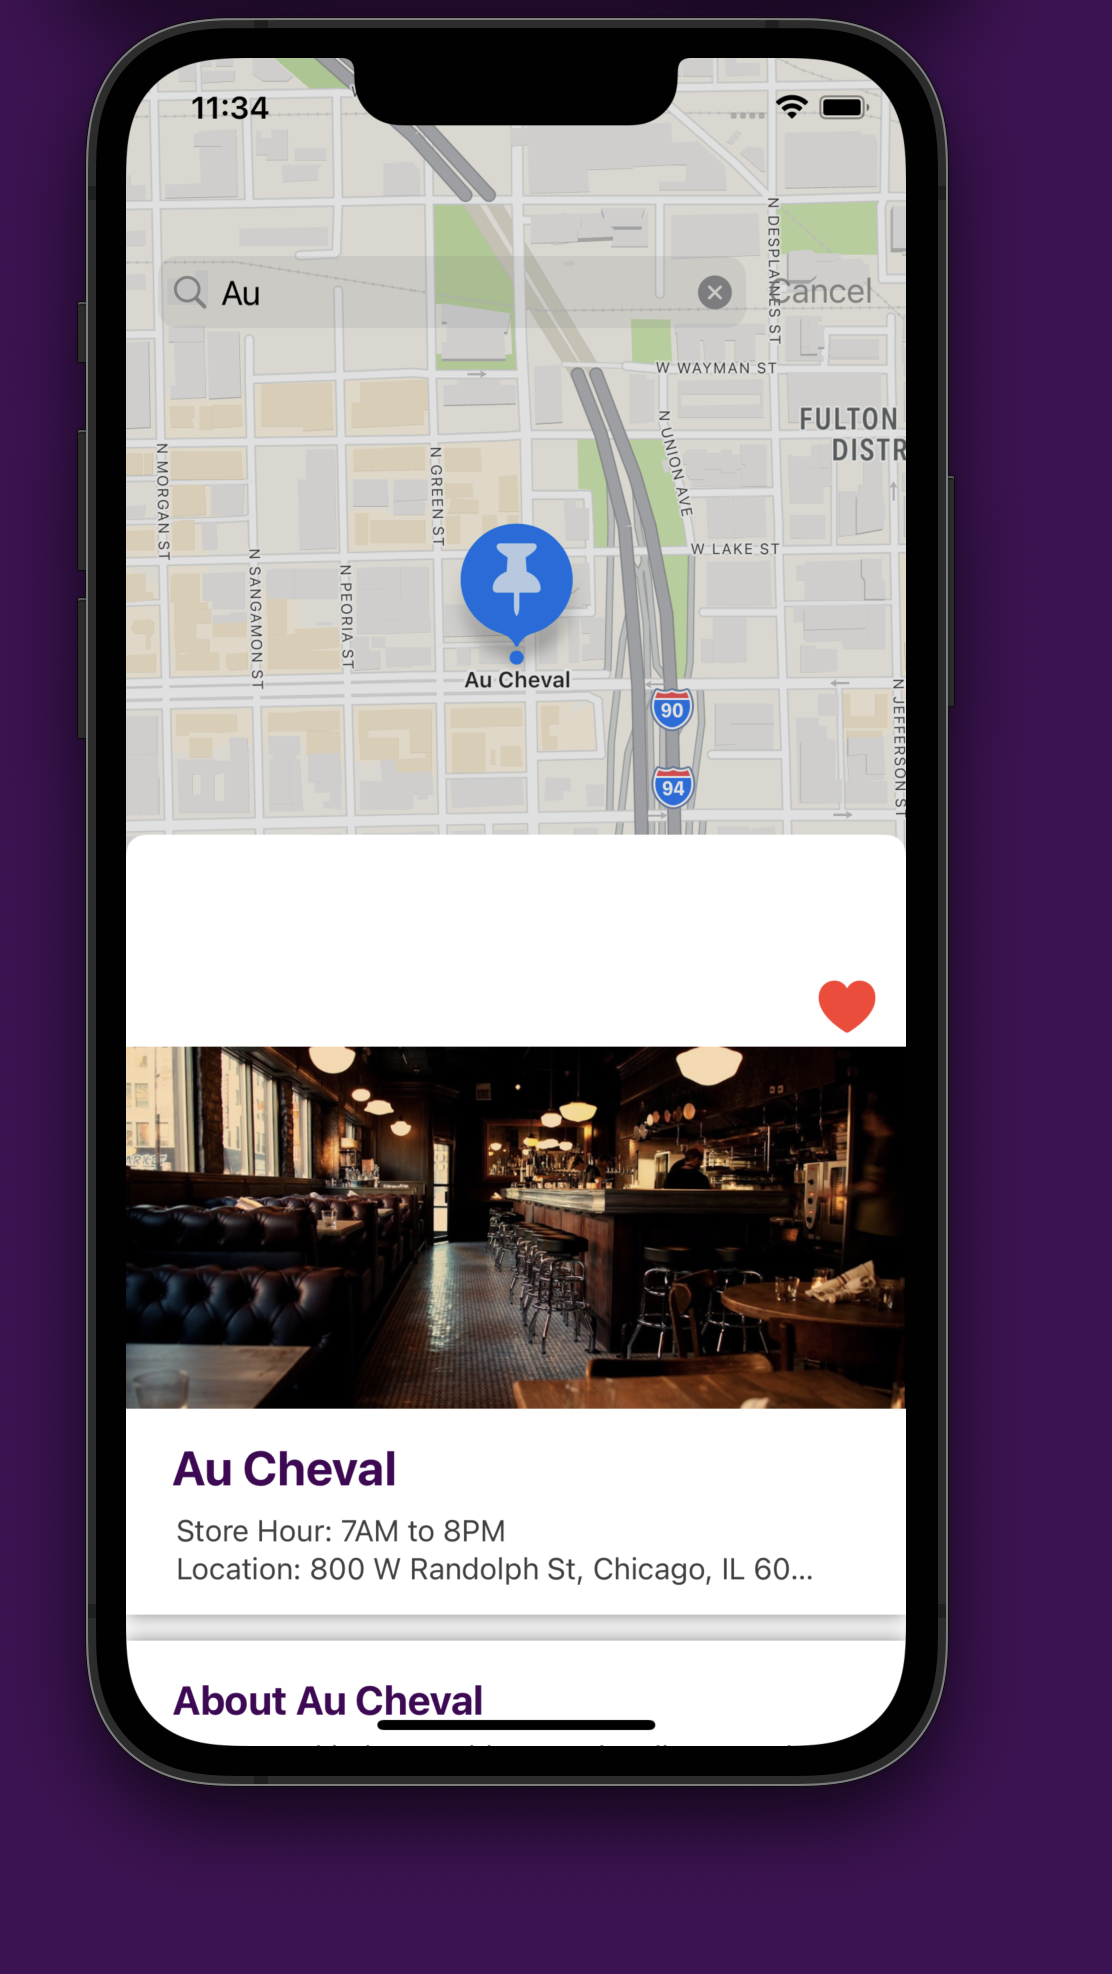 11:34
Au
Cancel
N DESPLAINES ST
W WAYMAN ST
FULTON
DISTR
N UNION AVE
N MORGAN ST
N GREEN ST
N SANGAMON ST
N PEORIA ST
W LAKE ST
Au Cheval
90
94
N JEFFERSON ST
Au Cheval
Store Hour: 7AM to 8PM
Location: 800 W Randolph St, Chicago, IL 60...
About Au Cheval